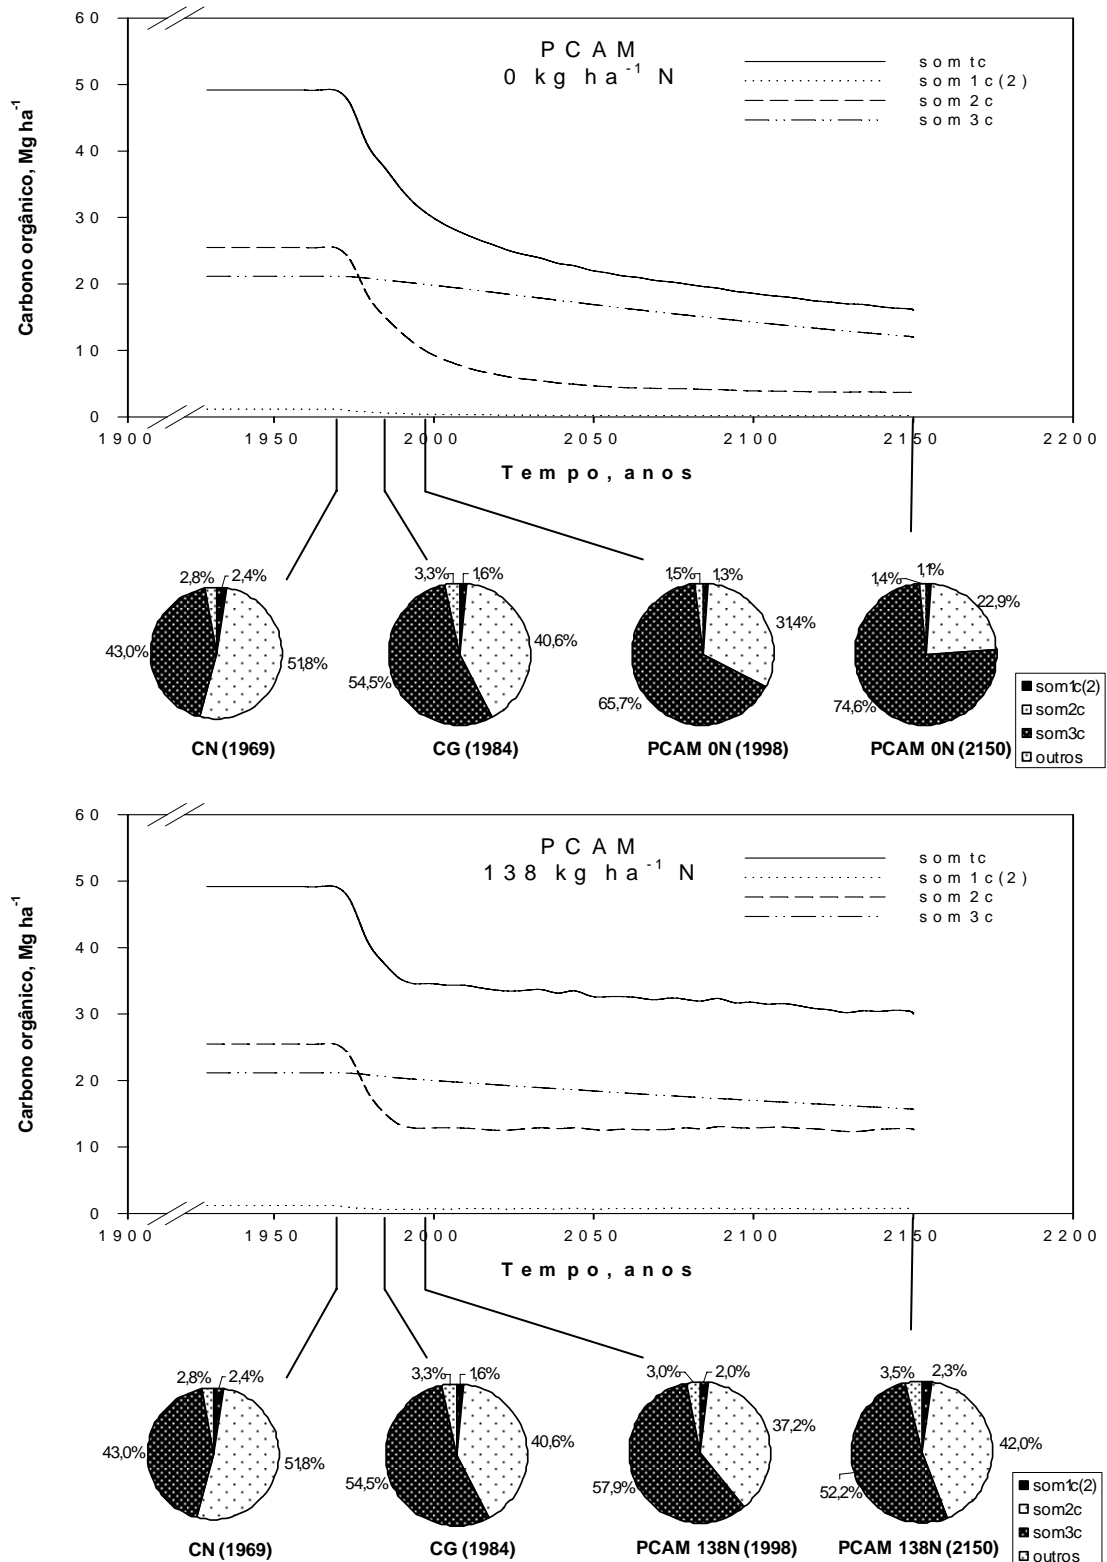 60
50
40
30
20
10
0
Carbono orgânico, Mg ha⁻¹
PCAM
0 kg ha⁻¹ N
som tc
som 1c(2)
som 2c
som 3c
1900 1950 2000 2050 2100 2150 2200
Tempo, anos
2,8% 2,4% 43,0% 51,8%
3,3% 1,6% 40,6% 54,5%
1,5% 1,3% 31,4% 65,7%
1,4% 1,1% 22,9% 74,6%
CN (1969) CG (1984) PCAM 0N (1998) PCAM 0N (2150)
som1c(2)
som2c
som3c
outros
60
50
40
30
20
10
0
Carbono orgânico, Mg ha⁻¹
PCAM
138 kg ha⁻¹ N
som tc
som 1c(2)
som 2c
som 3c
1900 1950 2000 2050 2100 2150 2200
Tempo, anos
2,8% 2,4% 43,0% 51,8%
3,3% 1,6% 40,6% 54,5%
3,0% 2,0% 37,2% 57,9%
3,5% 2,3% 42,0% 52,2%
CN (1969) CG (1984) PCAM 138N (1998) PCAM 138N (2150)
som1c(2)
som2c
som3c
outros